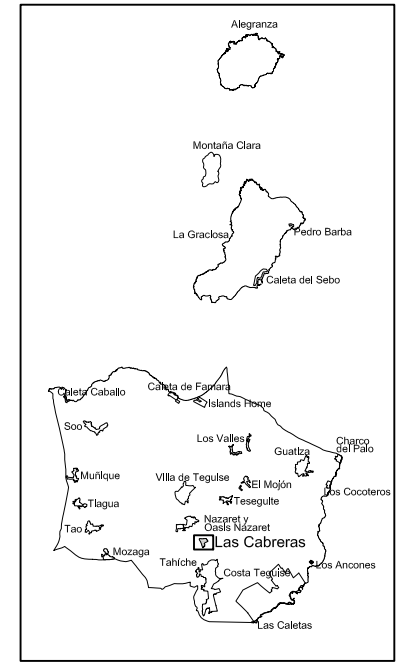 Alegranza
Montaña Clara
La Graciosa
Pedro Barba
Caleta del Sebo
Caleta Caballo
Caleta de Famara
Islands Home
Soo
Los Valles
Charco
del Palo
Guatiza
Muñique
Villa de Teguise
El Mojón
Los Cocoteros
Tiagua
Teseguite
Tao
Nazaret y
Oasis Nazaret
Las Cabreras
Mozaga
Tahíche
Costa Teguise
Los Ancones
Las Caletas